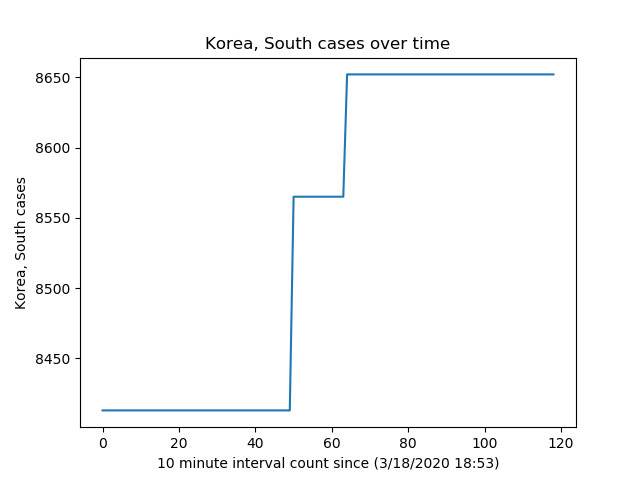 Korea, South cases over time
Korea, South cases
8650
8600
8550
8500
8450
0 20 40 60 80 100 120
10 minute interval count since (3/18/2020 18:53)